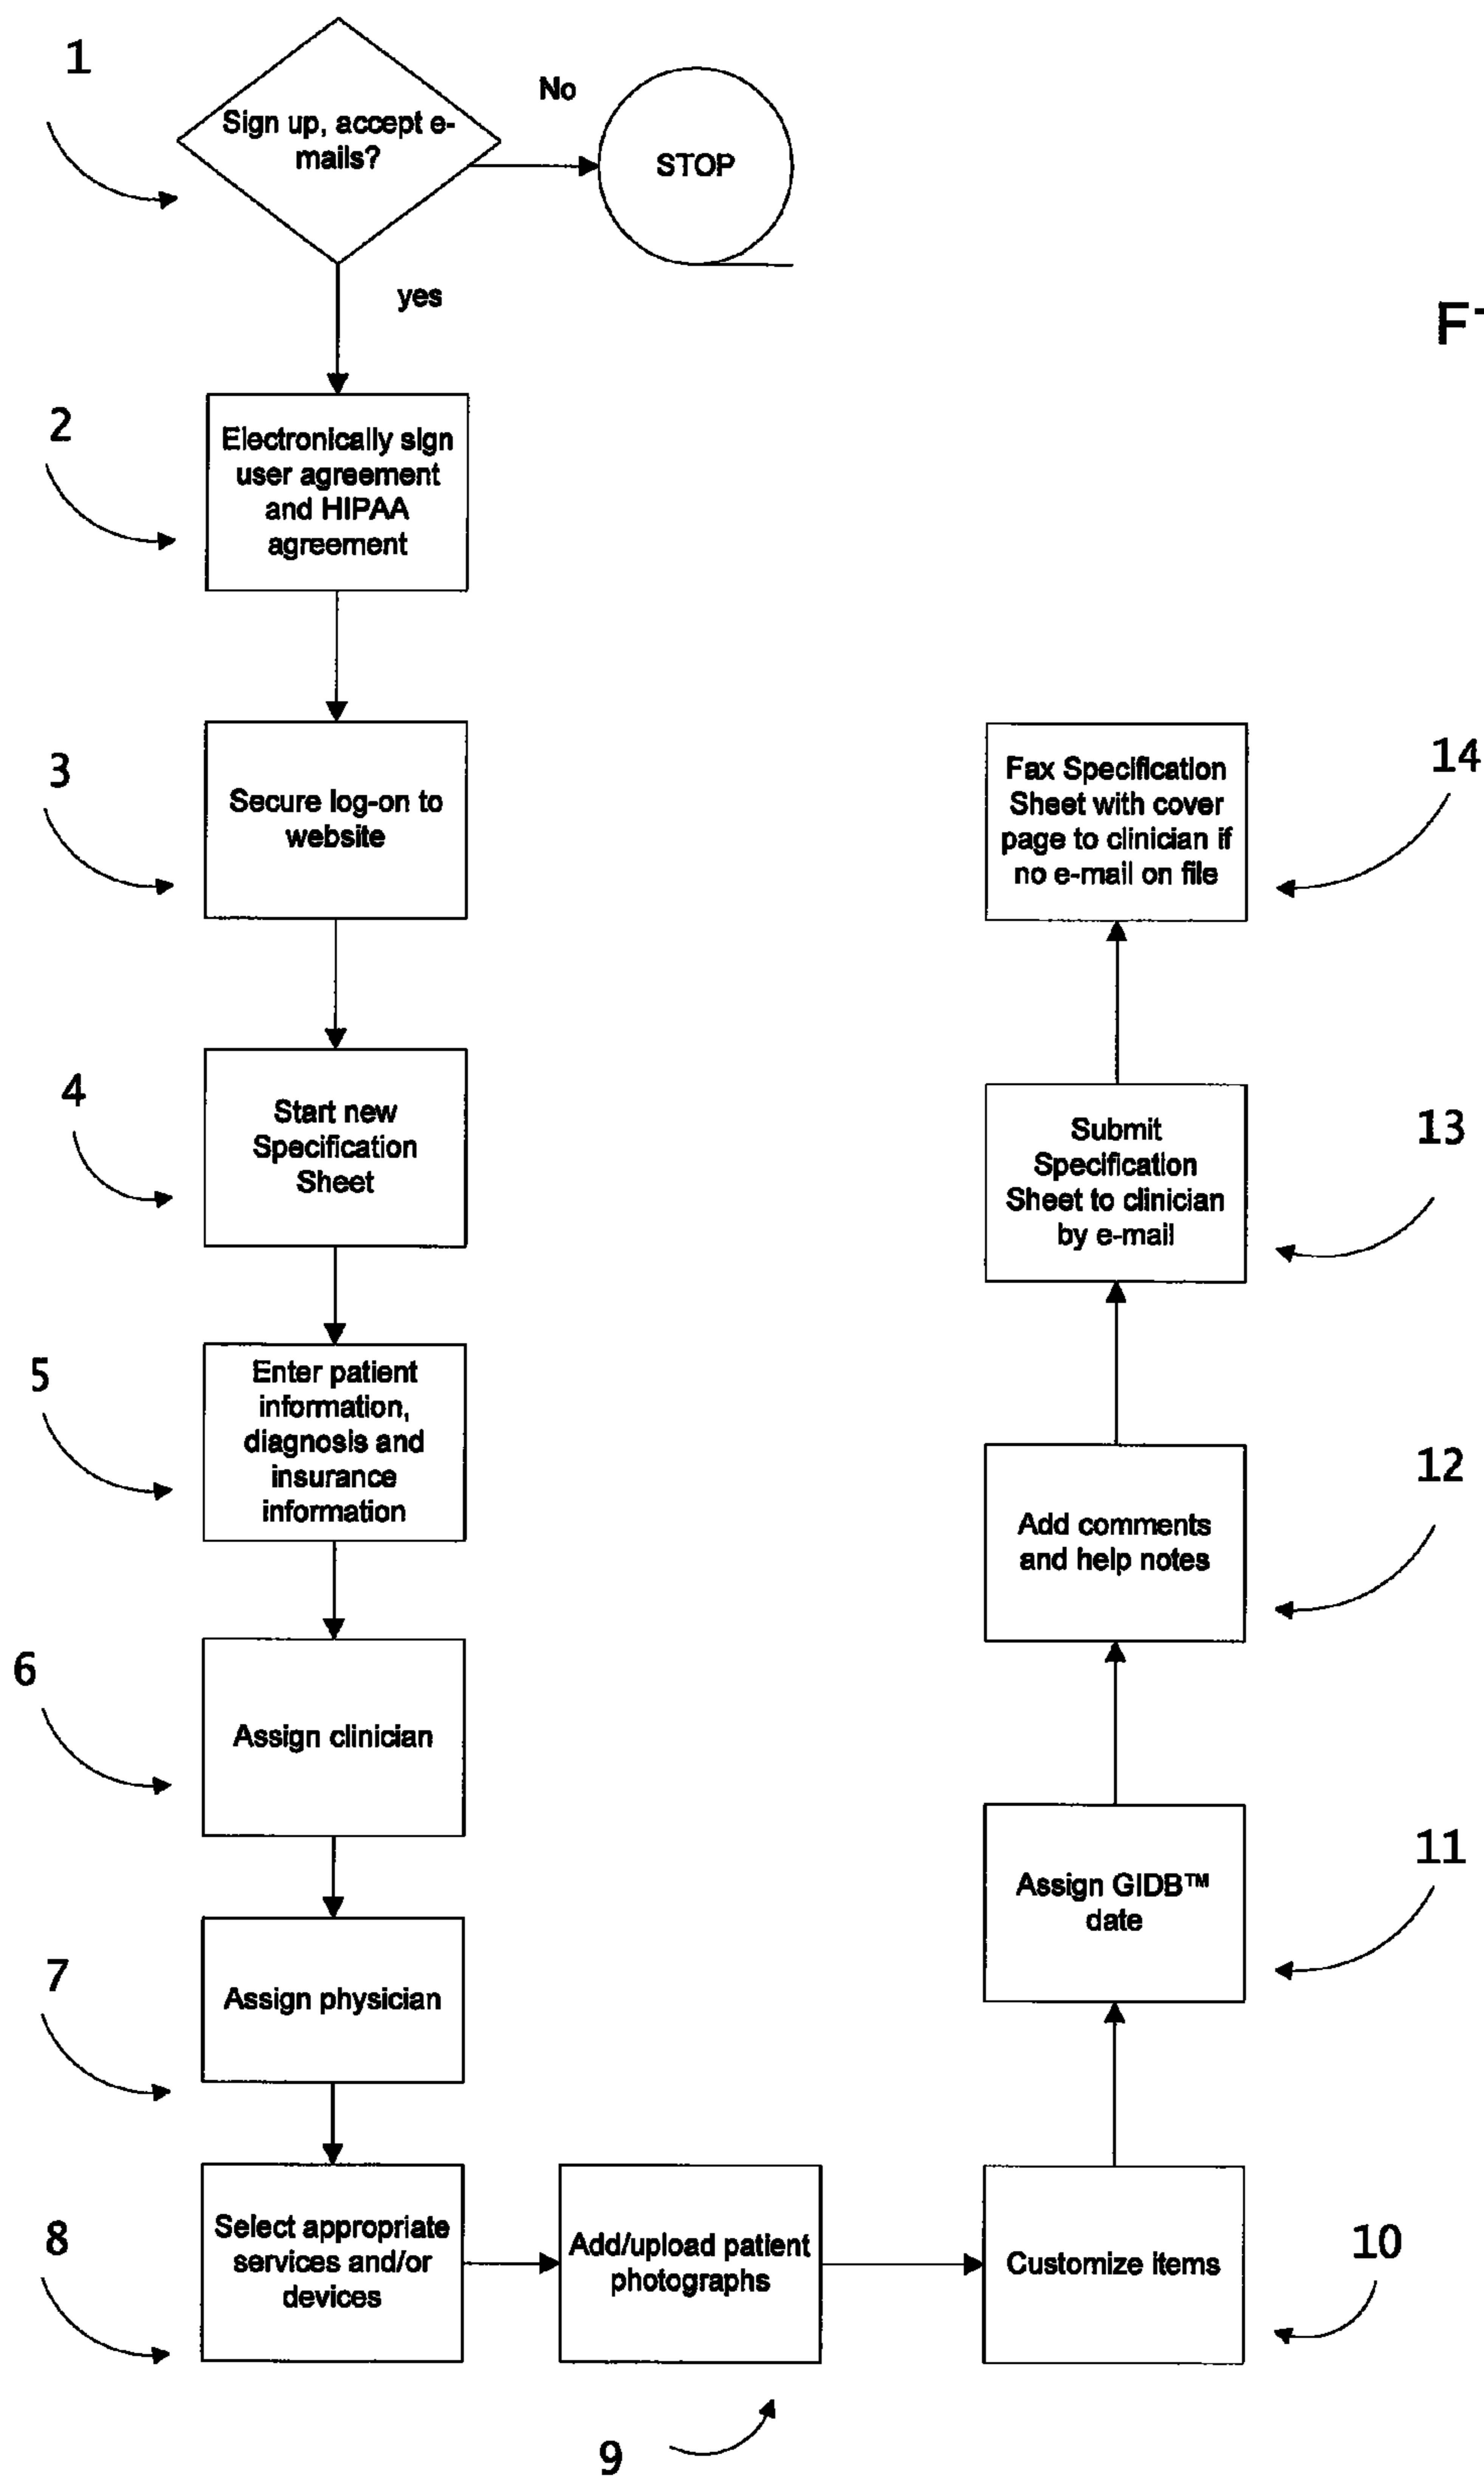 1
Sign up, accept e-
mails?
No
STOP
yes
2
Electronically sign
user agreement
and HIPAA
agreement
3
Secure log-on to
website
4
Start new
Specification
Sheet
5
Enter patient
information,
diagnosis and
insurance
information
6
Assign clinician
7
Assign physician
8
Select appropriate
services and/or
devices
Add/upload patient
photographs
9
Customize items
10
Assign GIDB™
date
11
Add comments
and help notes
12
Submit
Specification
Sheet to clinician
by e-mail
13
Fax Specification
Sheet with cover
page to clinician if
no e-mail on file
14